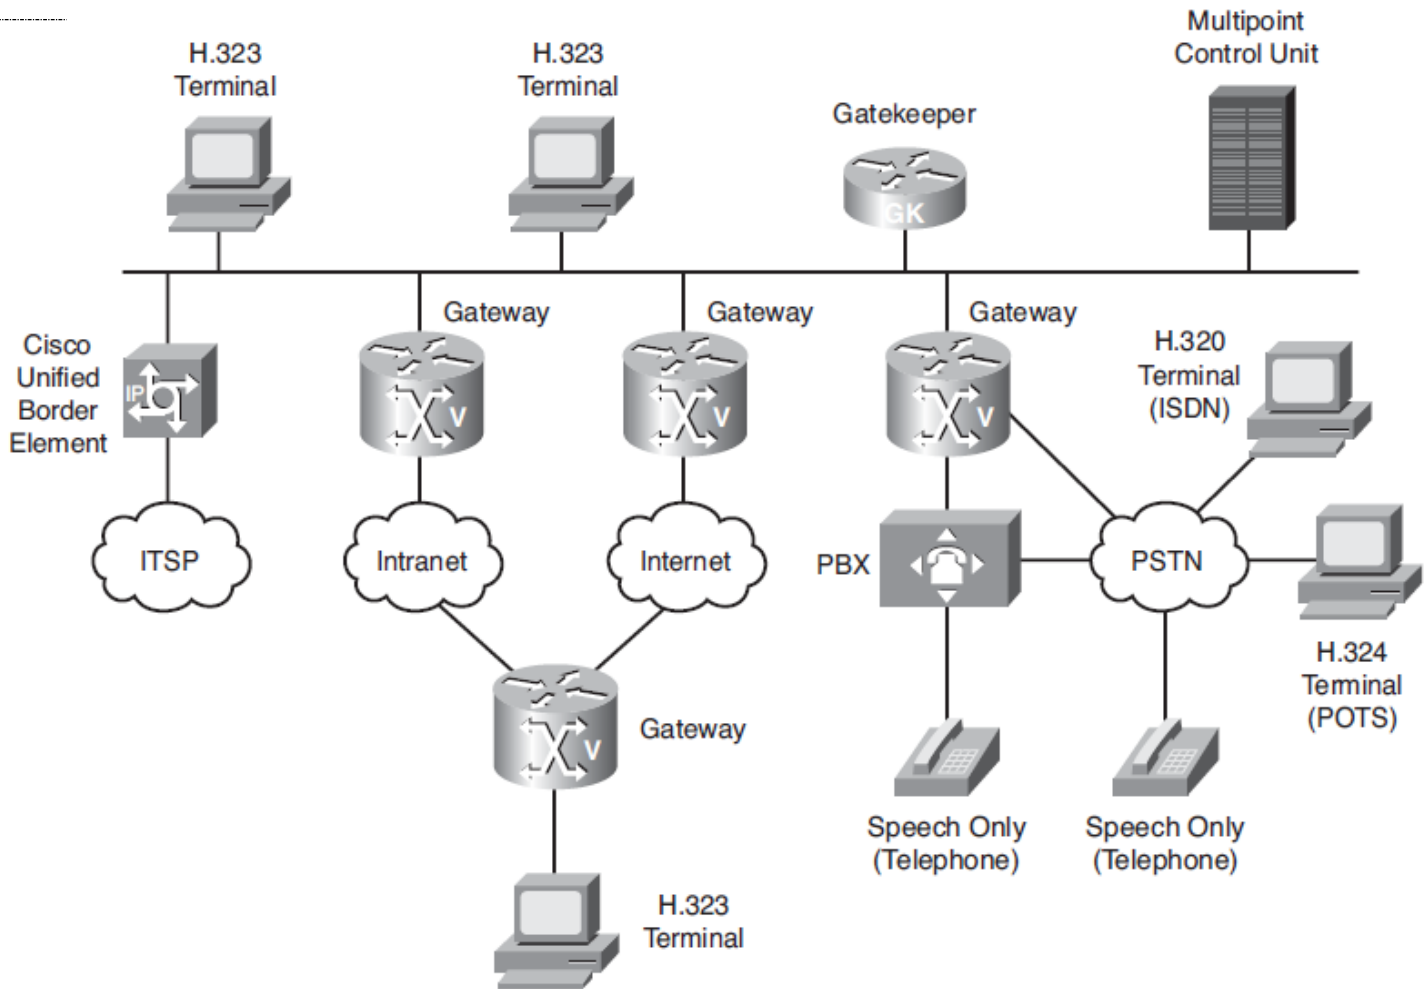 Multipoint
Control Unit
H.323
Terminal
H.323
Terminal
Gatekeeper
GK
Gateway
Gateway
Gateway
Cisco
Unified
Border
Element
IP
V
V
V
H.320
Terminal
(ISDN)
ITSP
Intranet
Internet
PBX
PSTN
H.324
Terminal
(POTS)
Gateway
V
Speech Only
(Telephone)
Speech Only
(Telephone)
H.323
Terminal